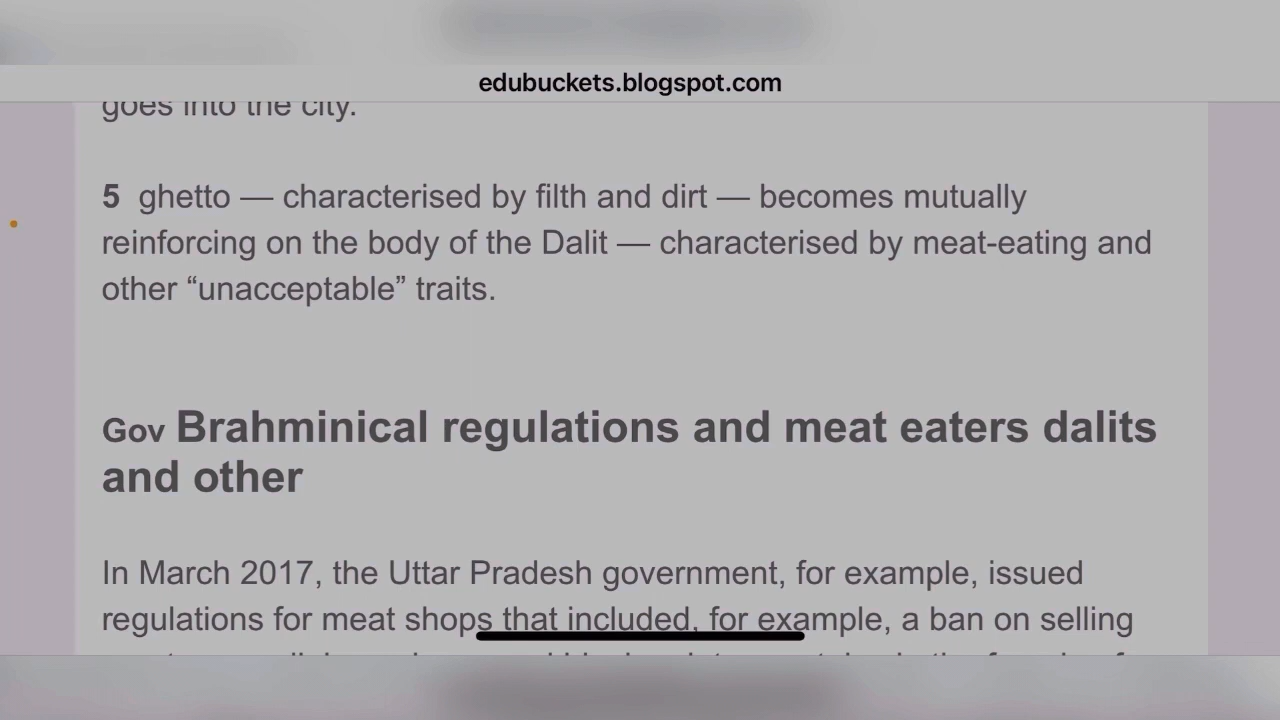 edubuckets.blogspot.com
goes into the city.
5 ghetto — characterised by filth and dirt — becomes mutually
reinforcing on the body of the Dalit — characterised by meat-eating and
other “unacceptable” traits.
Gov Brahminical regulations and meat eaters dalits
and other
In March 2017, the Uttar Pradesh government, for example, issued
regulations for meat shops that included, for example, a ban on selling